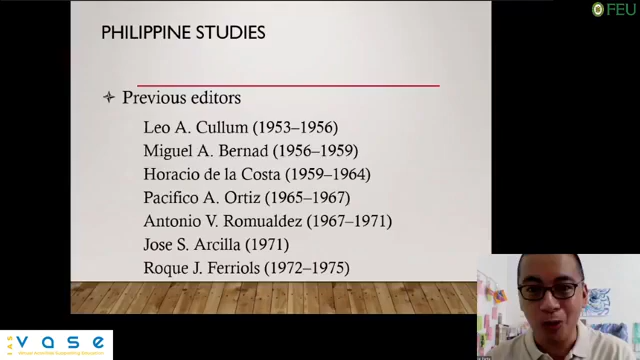 PHILIPPINE STUDIES
Previous editors
Leo A. Cullum (1953–1956)
Miguel A. Bernad (1956–1959)
Horacio de la Costa (1959–1964)
Pacifico A. Ortiz (1965–1967)
Antonio V. Romualdez (1967–1971)
Jose S. Arcilla (1971)
Roque J. Ferriols (1972–1975)
FEU
IAS
vase